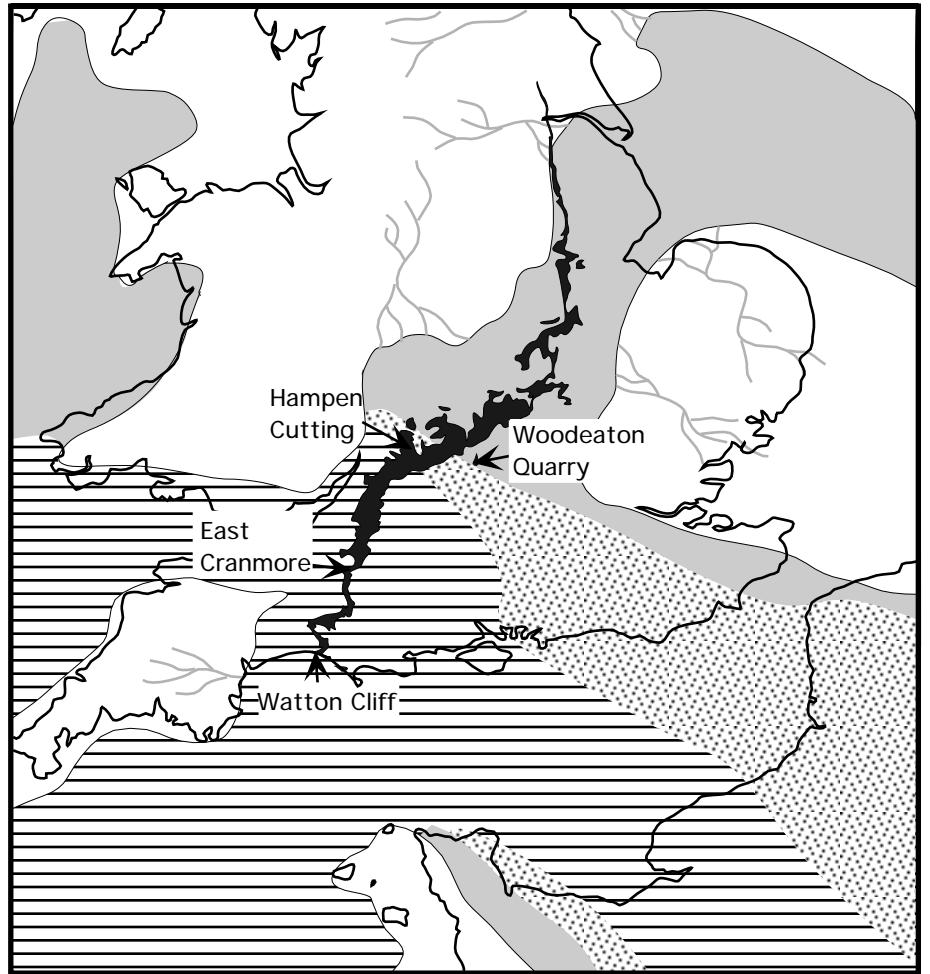 Hampen
Cutting
Woodeaton
Quarry
East
Cranmore
Watton Cliff